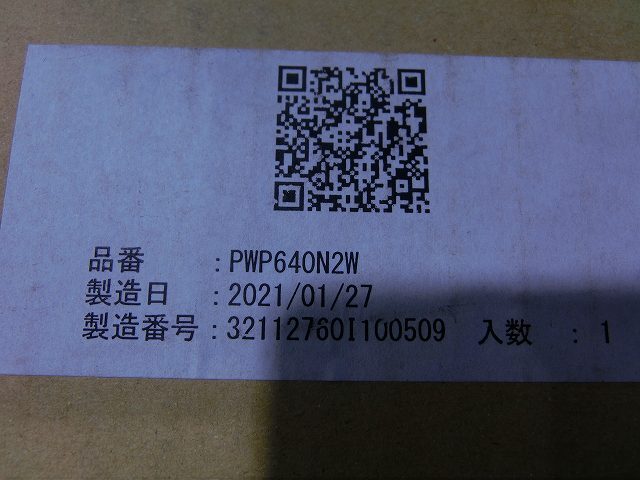 品番 : PWP640N2W
製造日 : 2021/01/27
製造番号 : 32112760I100509 入数 : 1